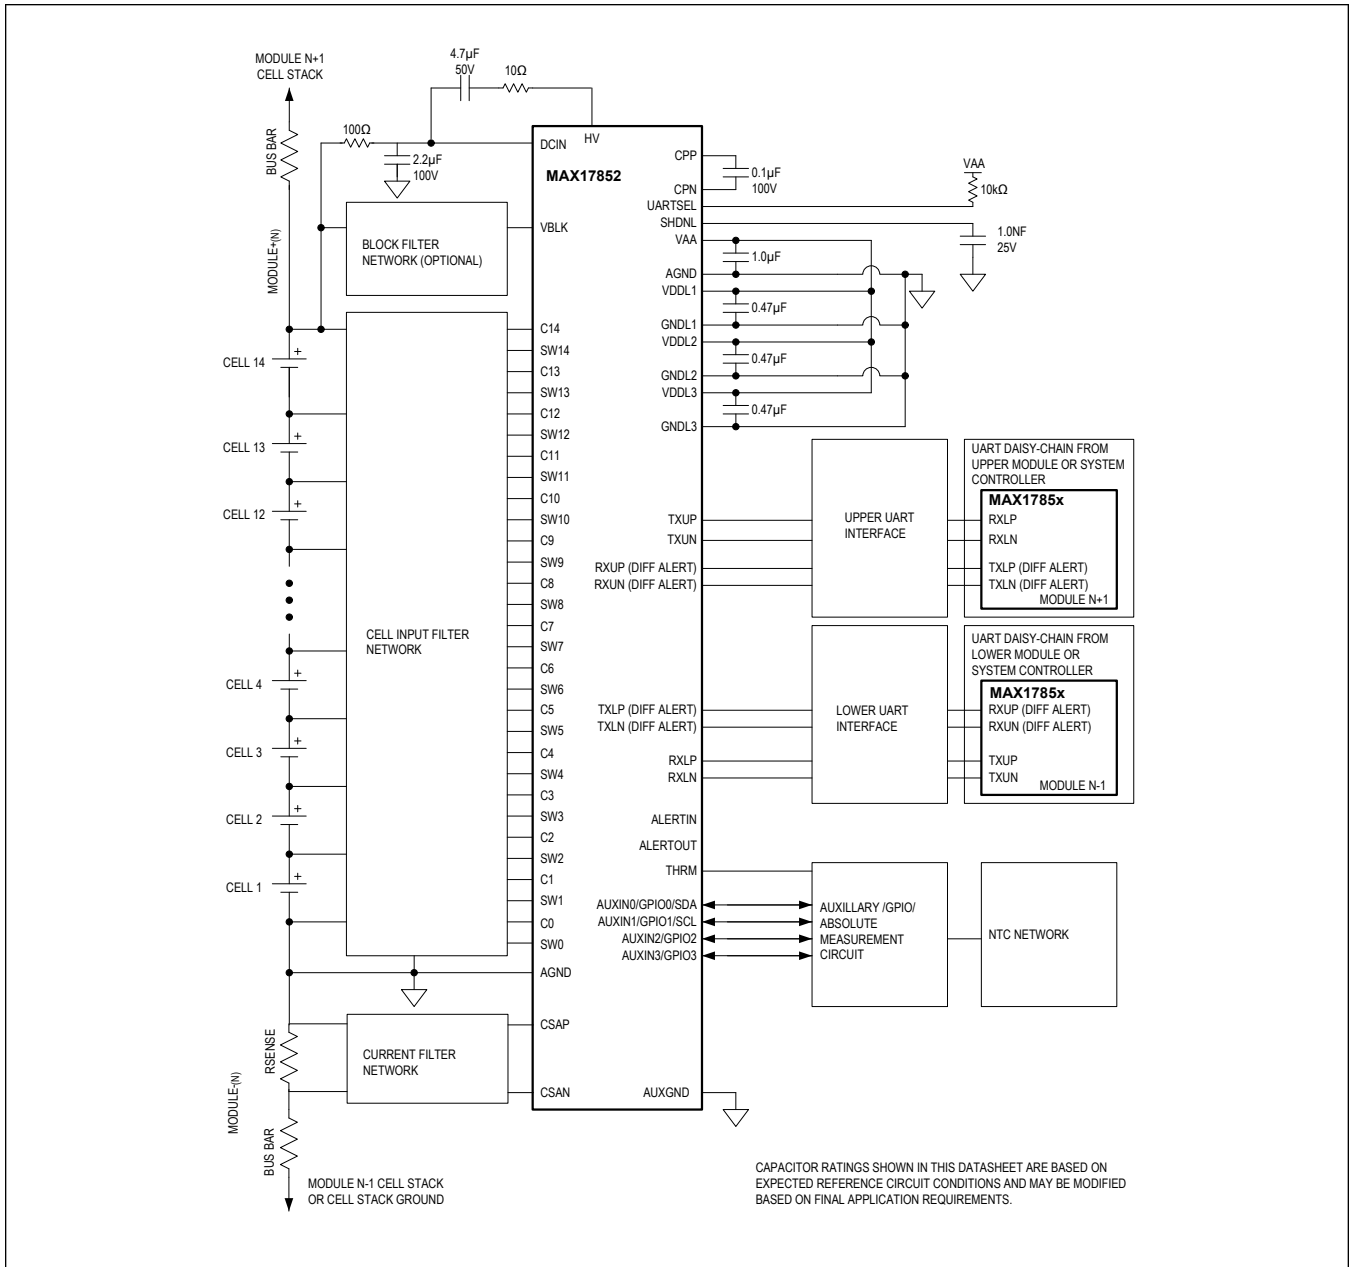 MODULE N+1
CELL STACK
BUS BAR
MODULE+(N)
4.7µF
50V
10Ω
100Ω
2.2µF
100V
HV
DCIN
MAX17852
VBLK
BLOCK FILTER
NETWORK (OPTIONAL)
CPP
CPN
0.1µF
100V
UARTSEL
VAA
10kΩ
SHDNL
1.0NF
25V
VAA
1.0µF
AGND
VDDL1
0.47µF
GNDL1
VDDL2
0.47µF
GNDL2
VDDL3
0.47µF
GNDL3
C14
SW14
C13
SW13
C12
SW12
C11
SW11
C10
SW10
C9
SW9
C8
SW8
C7
SW7
C6
SW6
C5
SW5
C4
SW4
C3
SW3
C2
SW2
C1
SW1
C0
SW0
AGND
CSAP
CSAN
CELL 14
+
CELL 13
+
CELL 12
+
CELL 4
+
CELL 3
+
CELL 2
+
CELL 1
+
CELL INPUT FILTER
NETWORK
TXUP
TXUN
RXUP (DIFF ALERT)
RXUN (DIFF ALERT)
UPPER UART
INTERFACE
UART DAISY-CHAIN FROM
UPPER MODULE OR SYSTEM
CONTROLLER
MAX1785x
RXLP
RXLN
TXLP (DIFF ALERT)
TXLN (DIFF ALERT)
MODULE N+1
TXLP (DIFF ALERT)
TXLN (DIFF ALERT)
RXLP
RXLN
LOWER UART
INTERFACE
UART DAISY-CHAIN FROM
LOWER MODULE OR
SYSTEM CONTROLLER
MAX1785x
RXUP (DIFF ALERT)
RXUN (DIFF ALERT)
TXUP
TXUN
MODULE N-1
ALERTIN
ALERTOUT
THRM
AUXIN0/GPIO0/SDA
AUXIN1/GPIO1/SCL
AUXIN2/GPIO2
AUXIN3/GPIO3
AUXILLARY /GPIO/
ABSOLUTE
MEASUREMENT
CIRCUIT
NTC NETWORK
AUXGND
RSENSE
CURRENT FILTER
NETWORK
MODULE-(N)
BUS BAR
MODULE N-1 CELL STACK
OR CELL STACK GROUND
CAPACITOR RATINGS SHOWN IN THIS DATASHEET ARE BASED ON
EXPECTED REFERENCE CIRCUIT CONDITIONS AND MAY BE MODIFIED
BASED ON FINAL APPLICATION REQUIREMENTS.